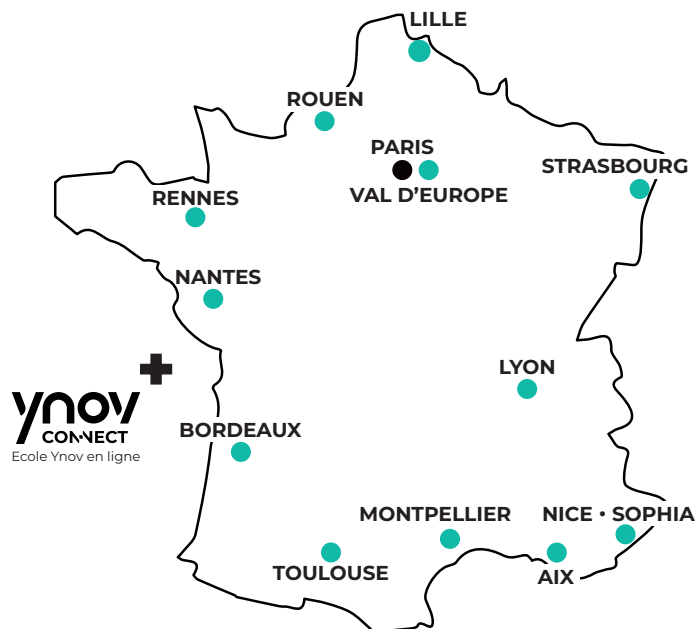 LILLE
ROUEN
PARIS
VAL D’EUROPE
STRASBOURG
RENNES
NANTES
LYON
ynov
CONNECT
Ecole Ynov en ligne
BORDEAUX
MONTPELLIER
NICE • SOPHIA
TOULOUSE
AIX